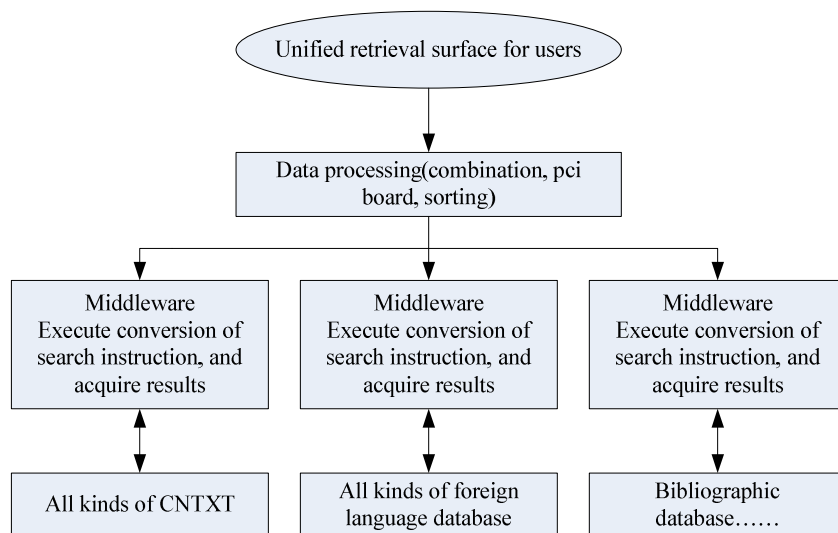 Unified retrieval surface for users
Data processing(combination, pci
board, sorting)
Middleware
Execute conversion of
search instruction, and
acquire results
Middleware
Execute conversion of
search instruction, and
acquire results
Middleware
Execute conversion of
search instruction, and
acquire results
All kinds of CNTXT
All kinds of foreign
language database
Bibliographic
database……